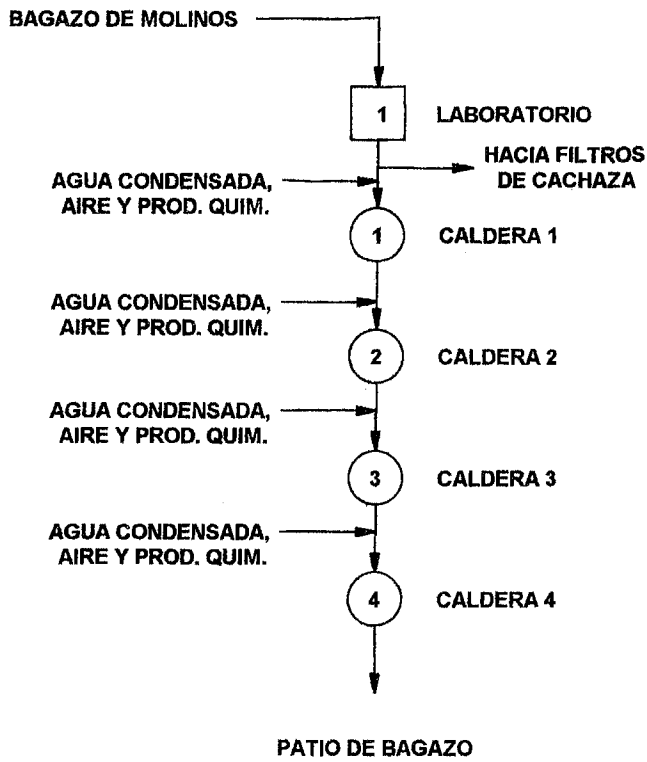 BAGAZO DE MOLINOS
1
LABORATORIO
HACIA FILTROS
DE CACHAZA
AGUA CONDENSADA,
AIRE Y PROD. QUIM.
1
CALDERA 1
AGUA CONDENSADA,
AIRE Y PROD. QUIM.
2
CALDERA 2
AGUA CONDENSADA,
AIRE Y PROD. QUIM.
3
CALDERA 3
AGUA CONDENSADA,
AIRE Y PROD. QUIM.
4
CALDERA 4
PATIO DE BAGAZO